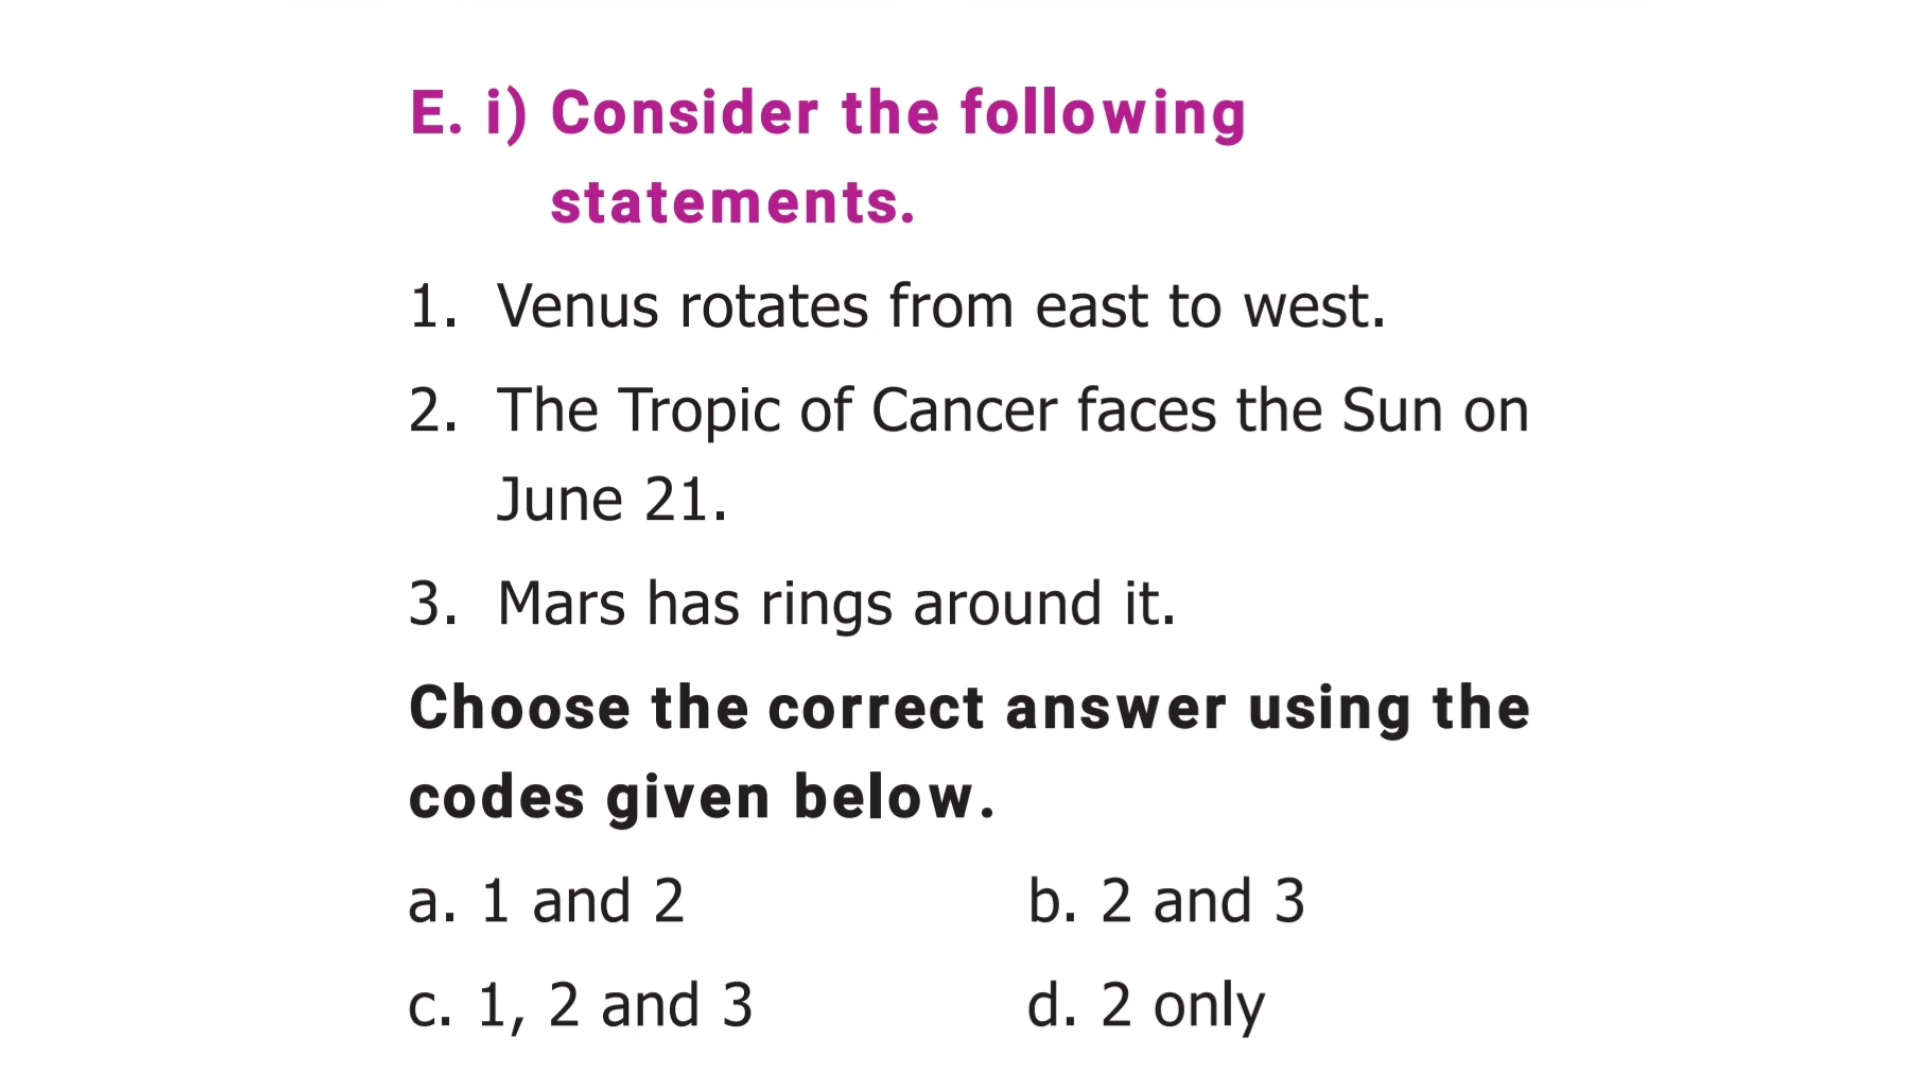 E. i) Consider the following
statements.
1. Venus rotates from east to west.
2. The Tropic of Cancer faces the Sun on
June 21.
3. Mars has rings around it.
Choose the correct answer using the
codes given below.
a. 1 and 2 b. 2 and 3
c. 1, 2 and 3 d. 2 only